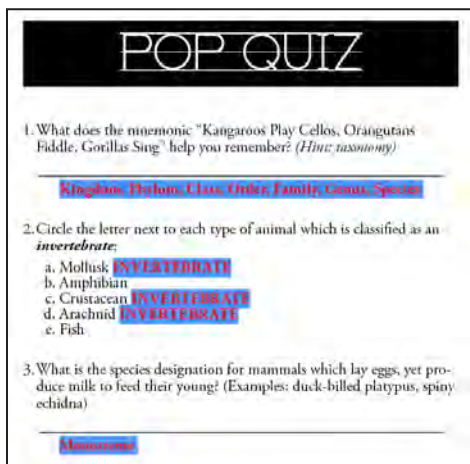 POP QUIZ
1. What does the mnemonic "Kangaroos Play Cellos, Orangutans
Fiddle, Gorillas Sing" help you remember? (Hint: taxonomy)
Kingdom, Phylum, Class, Order, Family, Genus, Species
2. Circle the letter next to each type of animal which is classified as an
invertebrate:
a. Mollusk INVERTEBRATE
b. Amphibian
c. Crustacean INVERTEBRATE
d. Arachnid INVERTEBRATE
e. Fish
3. What is the species designation for mammals which lay eggs, yet pro-
duce milk to feed their young? (Examples: duck-billed platypus, spiny
echidna)